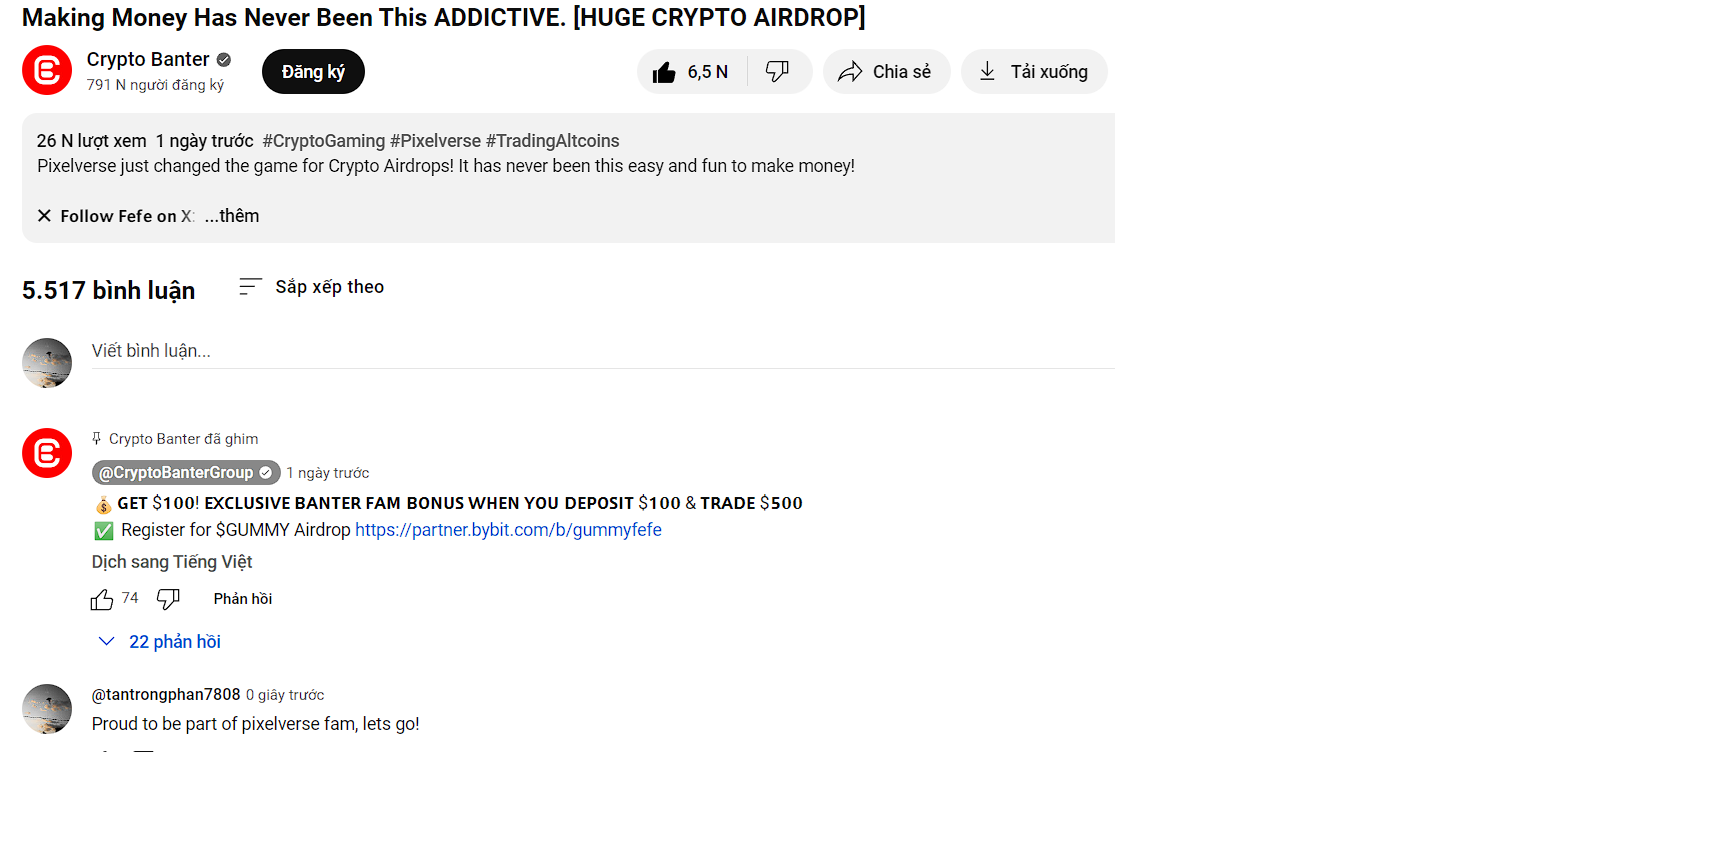 Making Money Has Never Been This ADDICTIVE. [HUGE CRYPTO AIRDROP]
Crypto Banter
791 N người đăng ký
Đăng ký
6,5 N
Chia sẻ
Tải xuống
26 N lượt xem 1 ngày trước #CryptoGaming #Pixelverse #TradingAltcoins
Pixelverse just changed the game for Crypto Airdrops! It has never been this easy and fun to make money!
✕ Follow Fefe on X: ...thêm
5.517 bình luận
Sắp xếp theo
Viết bình luận...
Crypto Banter đã ghim
@CryptoBanterGroup 1 ngày trước
💰 GET $100! EXCLUSIVE BANTER FAM BONUS WHEN YOU DEPOSIT $100 & TRADE $500
✅ Register for $GUMMY Airdrop https://partner.bybit.com/b/gummyfefe
Dịch sang Tiếng Việt
74
Phản hồi
22 phản hồi
@tantrongphan7808 0 giây trước
Proud to be part of pixelverse fam, lets go!